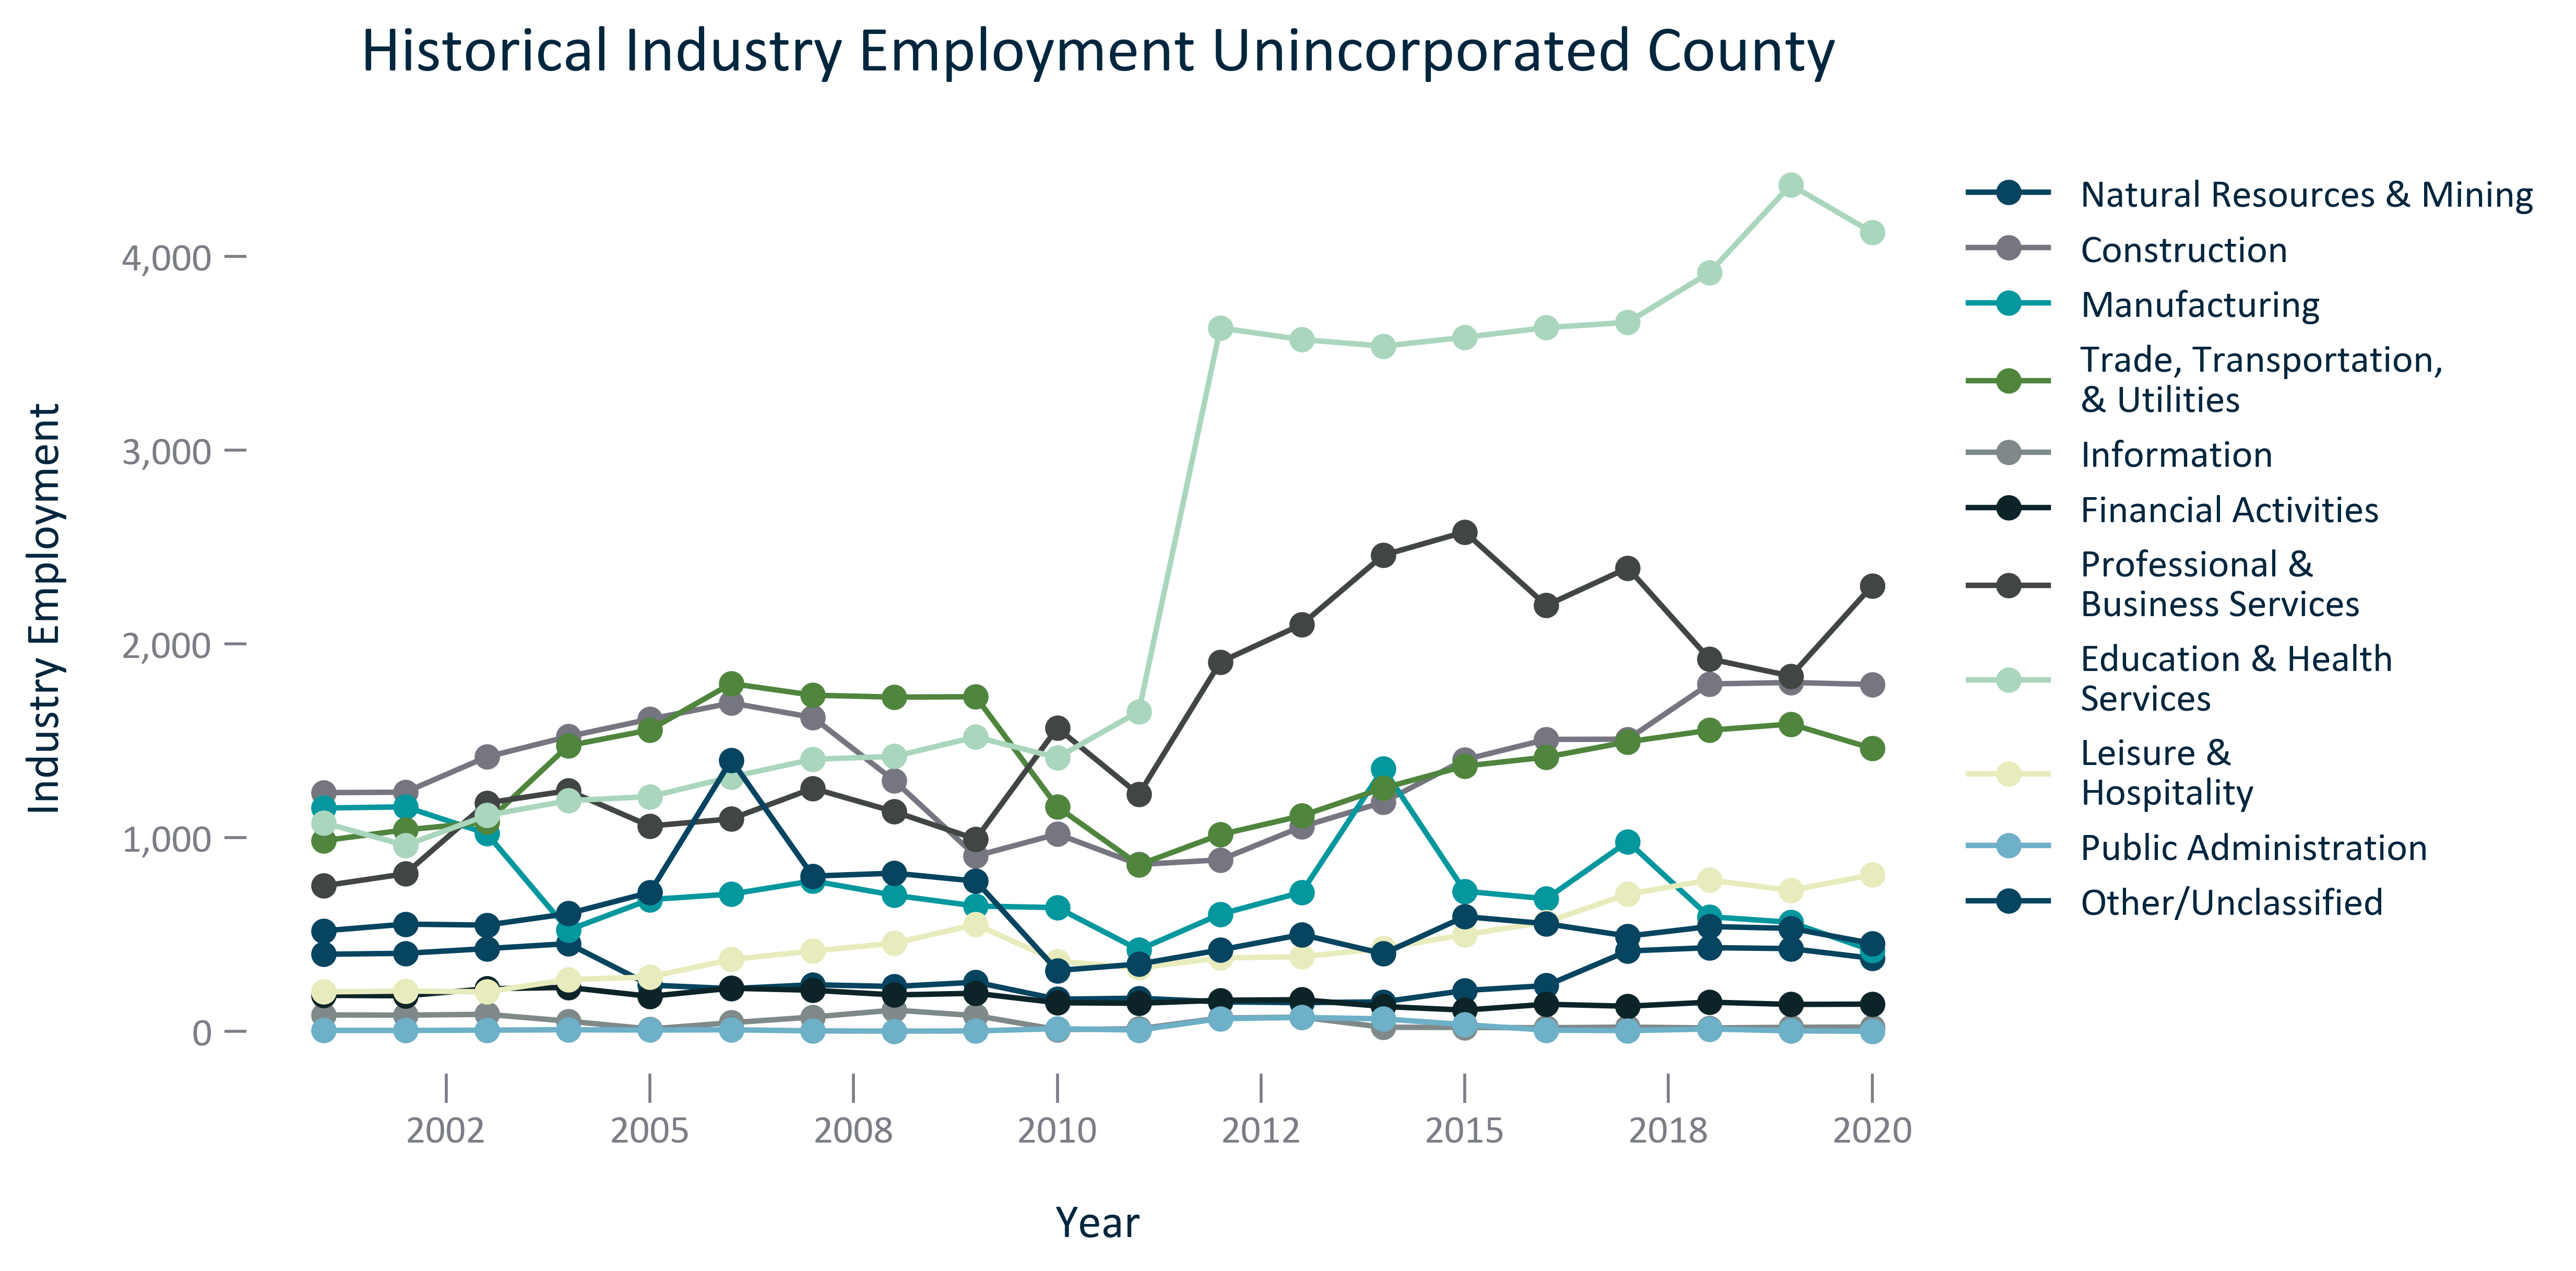 Historical Industry Employment Unincorporated County
Industry Employment
4,000
3,000
2,000
1,000
0
2002
2005
2008
2010
2012
2015
2018
2020
Year
Natural Resources & Mining
Construction
Manufacturing
Trade, Transportation,
& Utilities
Information
Financial Activities
Professional &
Business Services
Education & Health
Services
Leisure &
Hospitality
Public Administration
Other/Unclassified